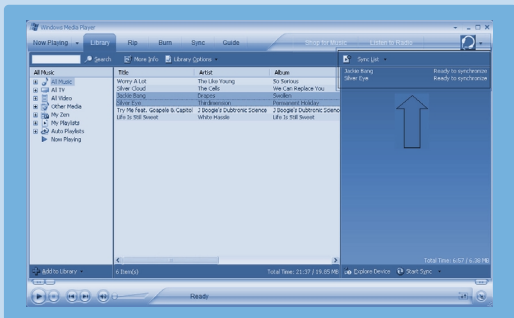 Windows Media Player
Now Playing Library Rip Burn Sync Guide Shop for Music Listen to Radio
Search More Info Library Options Sync List
All Music Title Artist Album
All Music
All TV
All Video
Other Media
My Zen
My Playlists
Auto Playlists
Now Playing
Worry A Lot The Like Young So Serious
Silver Cloud The Cells We Can Replace You
Jackie Bang Drapes Swollen
Silver Eye Thirdimension Permanent Holiday
Try Me Feat. Goapele & Capitol J Boogie's Dubtronic Science J Boogie's Dubtronic Science
Life Is Still Sweet White Hassle Life Is Still Sweet
Jackie Bang Ready to synchronize
Silver Eye Ready to synchronize
Total Time: 6:57 / 6.38 MB
Add to Library 6 Item(s) Total Time: 21:37 / 19.85 MB Explore Device Start Sync
Ready